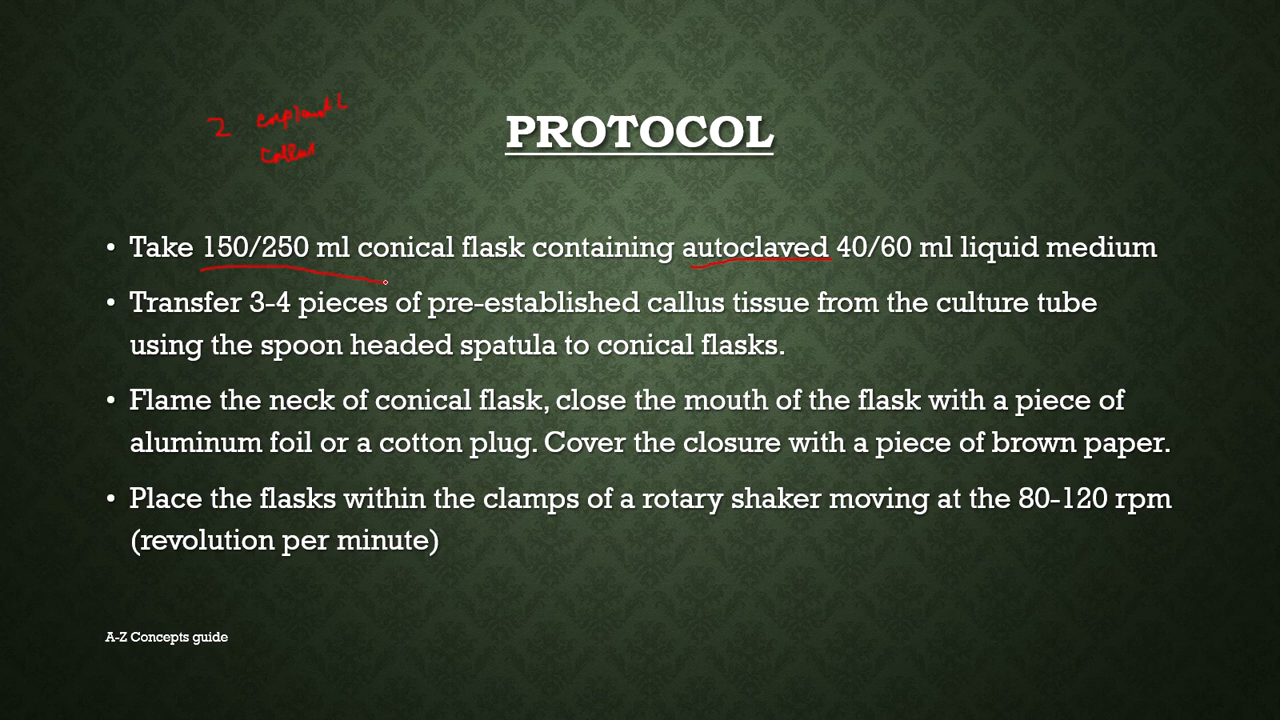 2 explant
callus
PROTOCOL
• Take 150/250 ml conical flask containing autoclaved 40/60 ml liquid medium
• Transfer 3-4 pieces of pre-established callus tissue from the culture tube
using the spoon headed spatula to conical flasks.
• Flame the neck of conical flask, close the mouth of the flask with a piece of
aluminum foil or a cotton plug. Cover the closure with a piece of brown paper.
• Place the flasks within the clamps of a rotary shaker moving at the 80-120 rpm
(revolution per minute)
A-Z Concepts guide